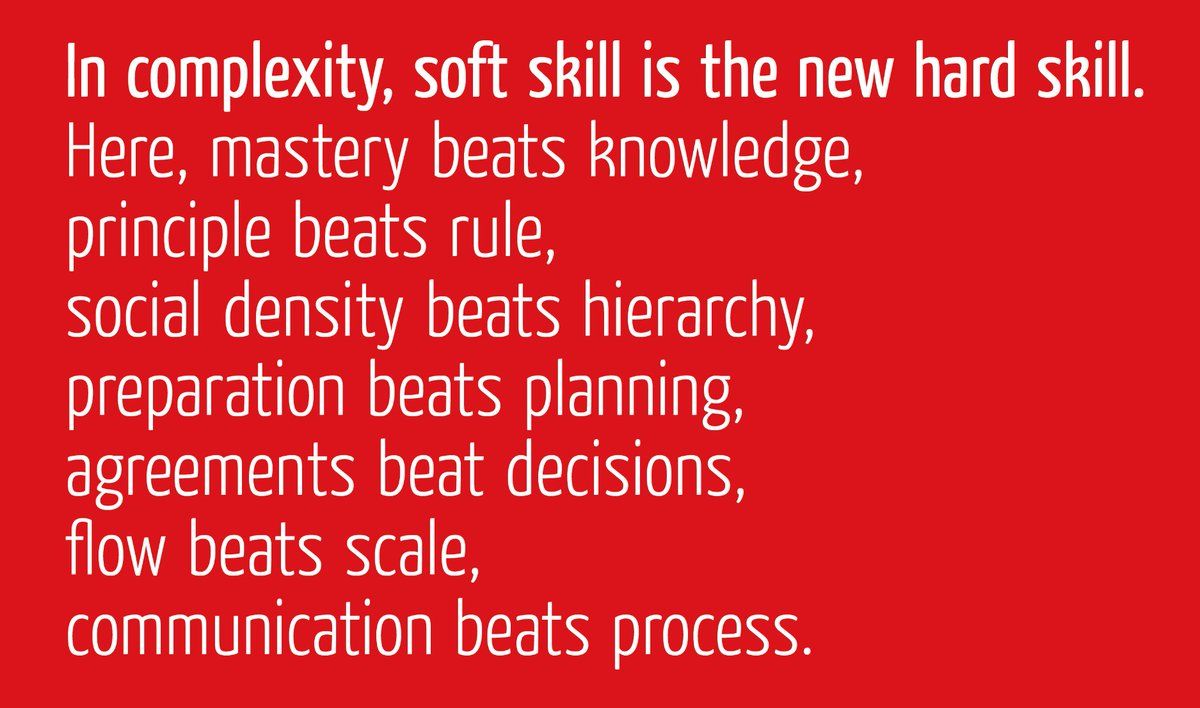 In complexity, soft skill is the new hard skill.
Here, mastery beats knowledge,
principle beats rule,
social density beats hierarchy,
preparation beats planning,
agreements beat decisions,
flow beats scale,
communication beats process.